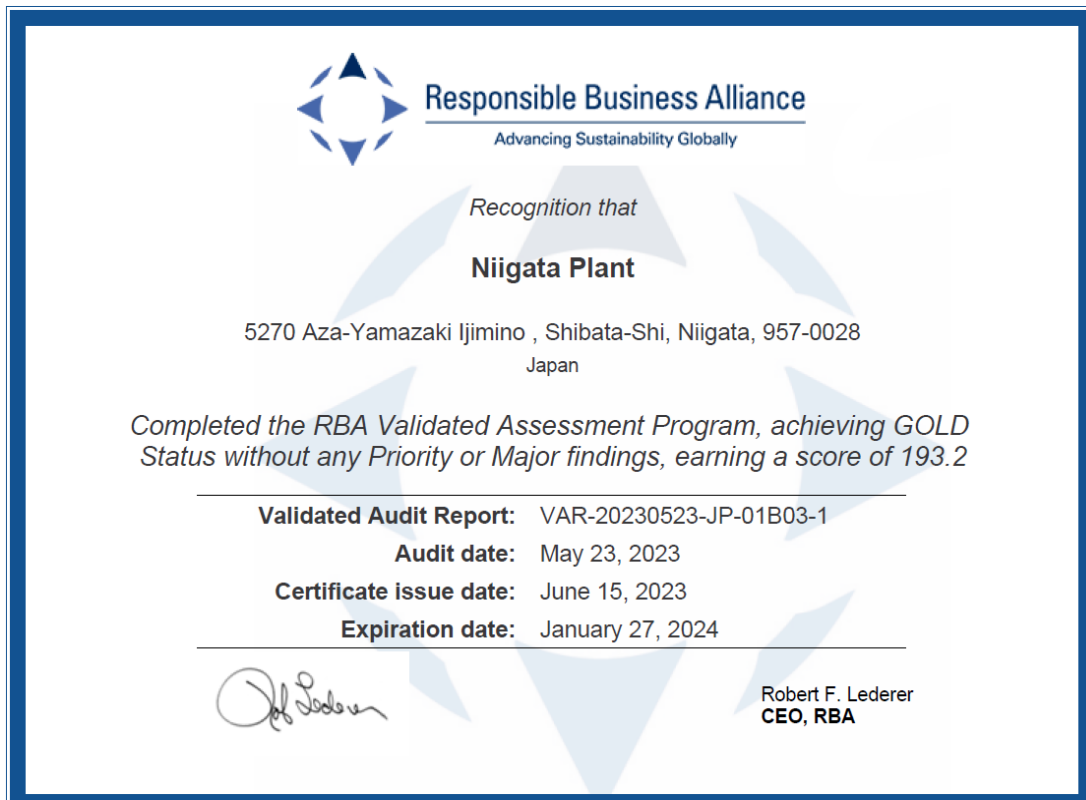 Responsible Business Alliance
Advancing Sustainability Globally
Recognition that
Niigata Plant
5270 Aza-Yamazaki Ijimino , Shibata-Shi, Niigata, 957-0028
Japan
Completed the RBA Validated Assessment Program, achieving GOLD
Status without any Priority or Major findings, earning a score of 193.2
Validated Audit Report: VAR-20230523-JP-01B03-1
Audit date: May 23, 2023
Certificate issue date: June 15, 2023
Expiration date: January 27, 2024
Rob Lederer
Robert F. Lederer
CEO, RBA